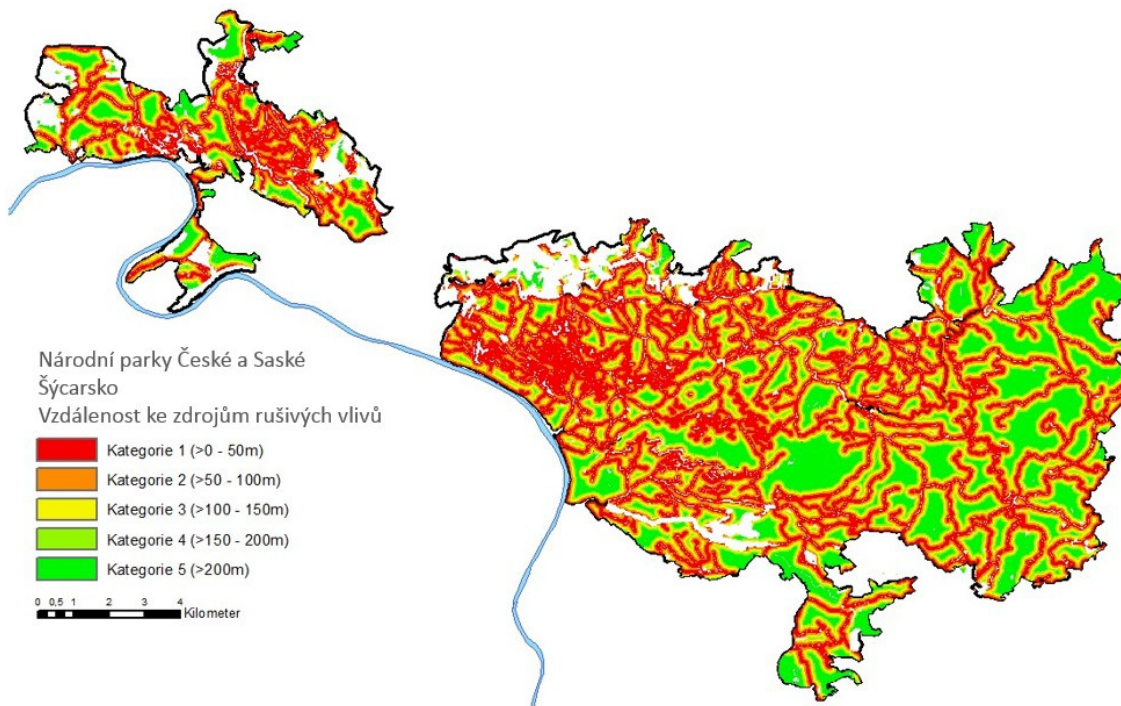 Národní parky České a Saské
Šýcarsko
Vzdálenost ke zdrojům rušivých vlivů
Kategorie 1 (>0 - 50m)
Kategorie 2 (>50 - 100m)
Kategorie 3 (>100 - 150m)
Kategorie 4 (>150 - 200m)
Kategorie 5 (>200m)
0 0,5 1 2 3 4
Kilometer